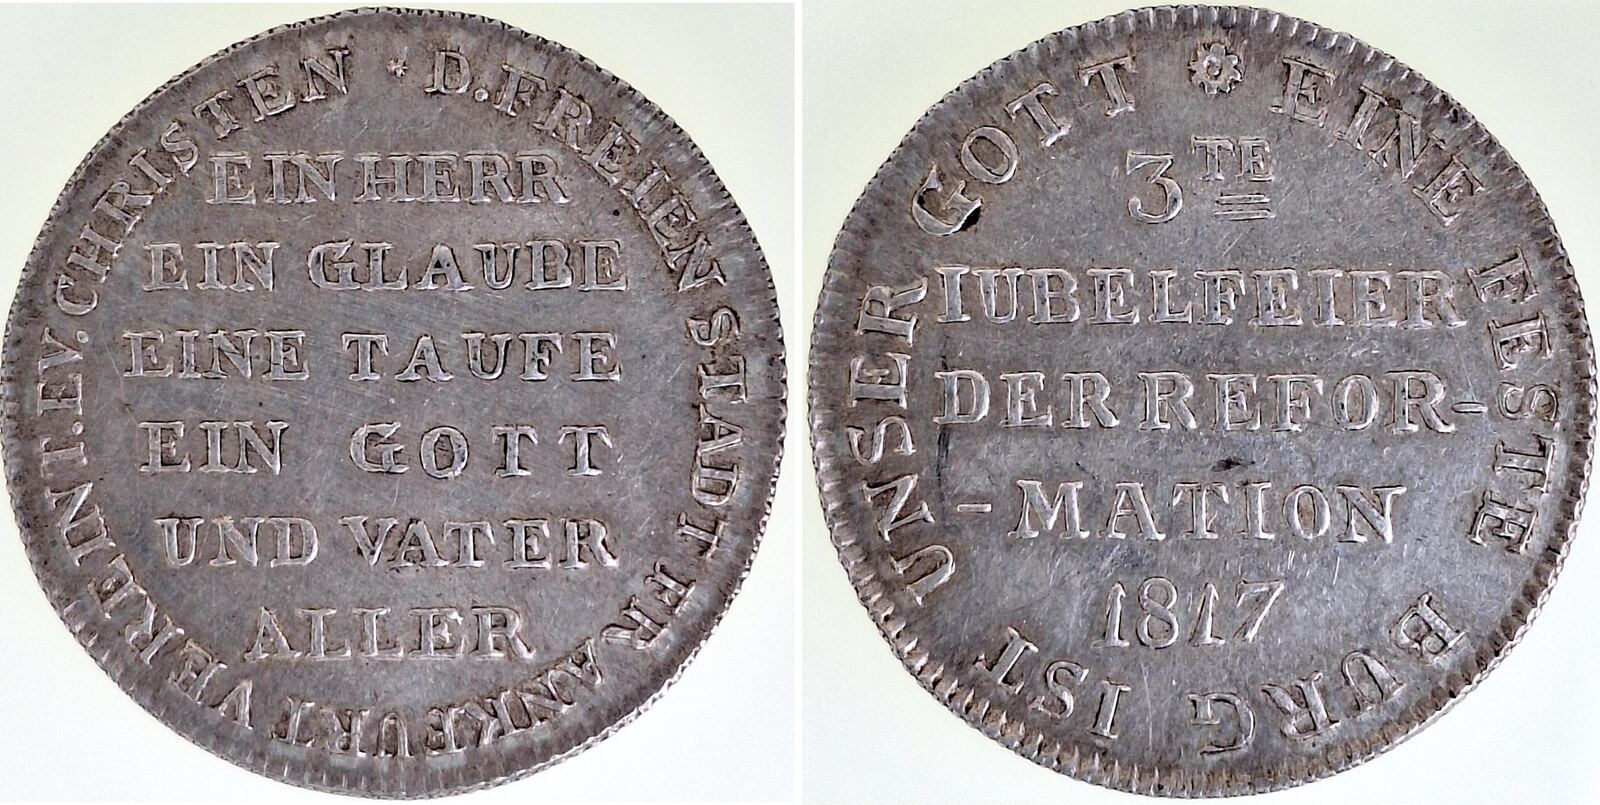 D. FREIEN STADT FRANKFURT VEREINT. EV. CHRISTEN
EIN HERR
EIN GLAUBE
EINE TAUFE
EIN GOTT
UND VATER
ALLER
EINE FESTE BURG IST UNSER GOTT
3TE
IUBELFEIER
DER REFOR-
-MATION
1817